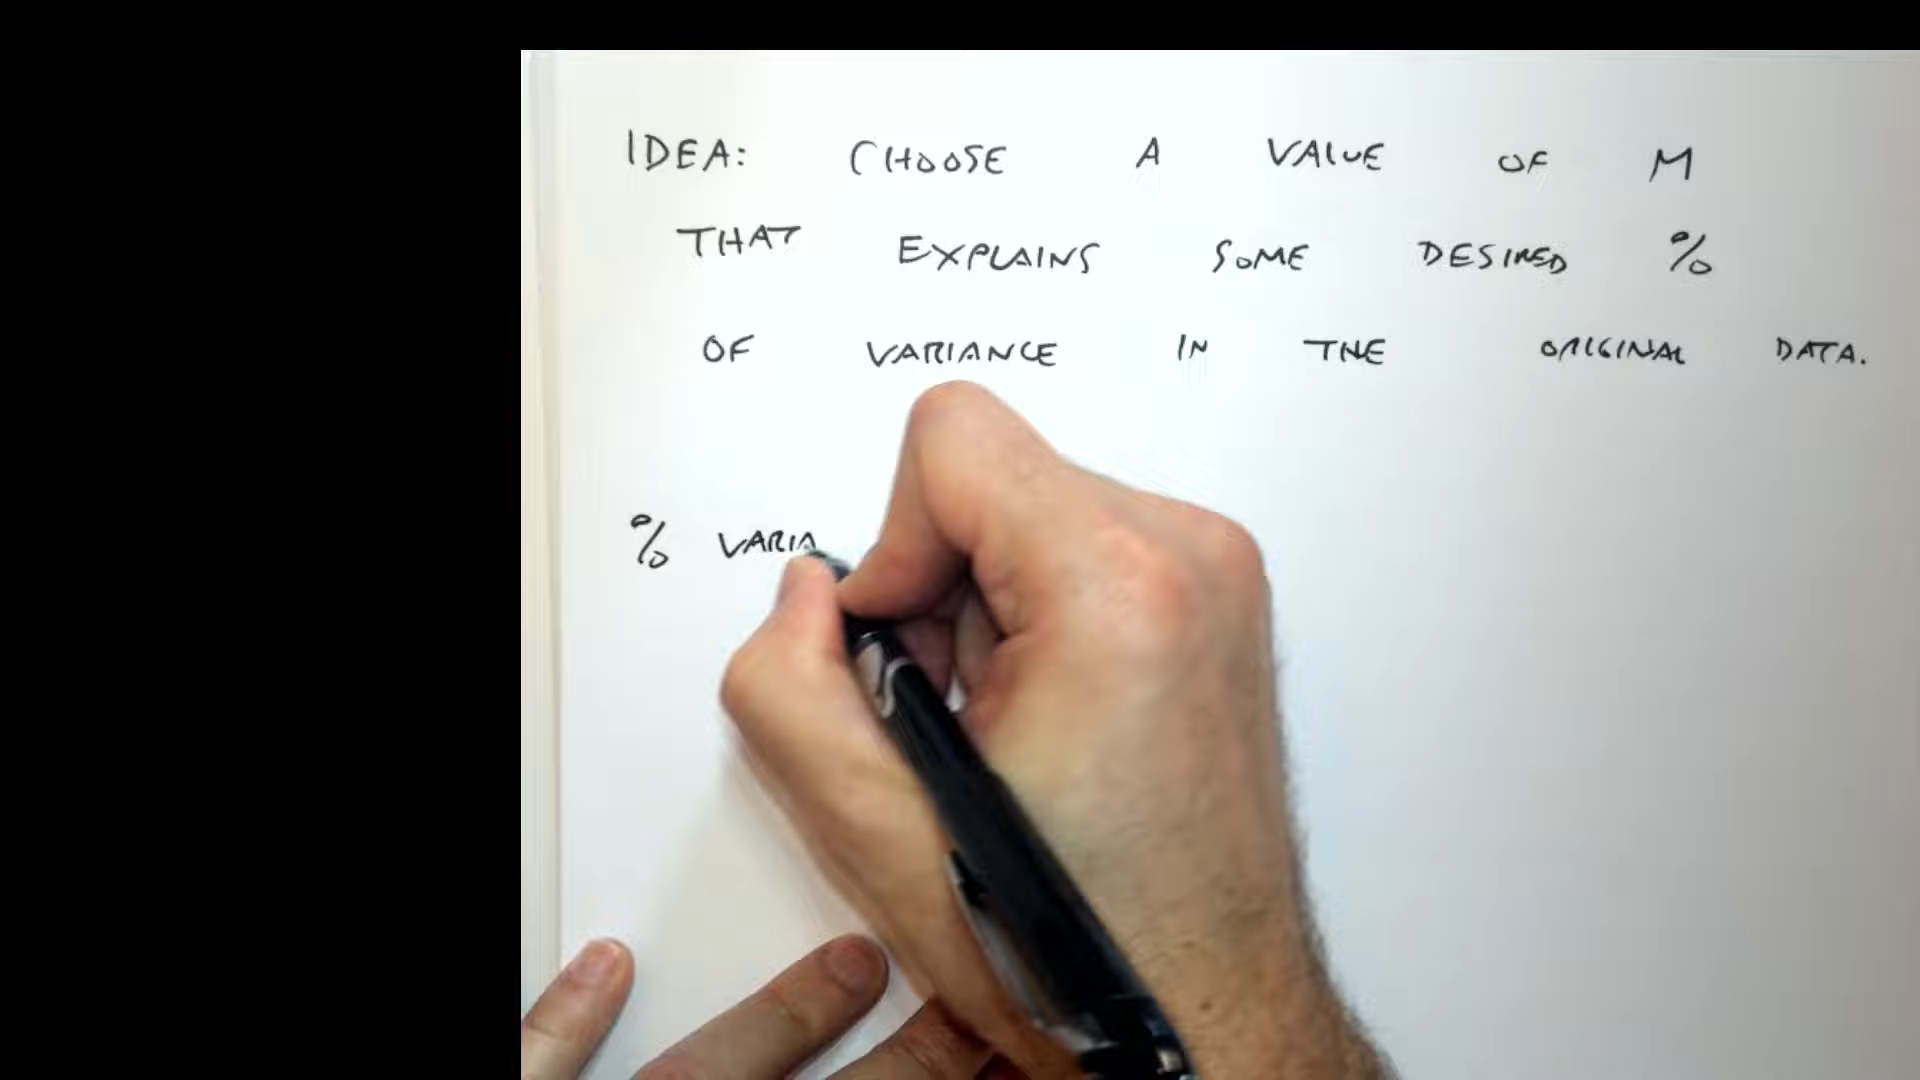 IDEA: CHOOSE A VALUE OF M
THAT EXPLAINS SOME DESIRED %
OF VARIANCE IN THE ORIGINAL DATA.
% VARIA